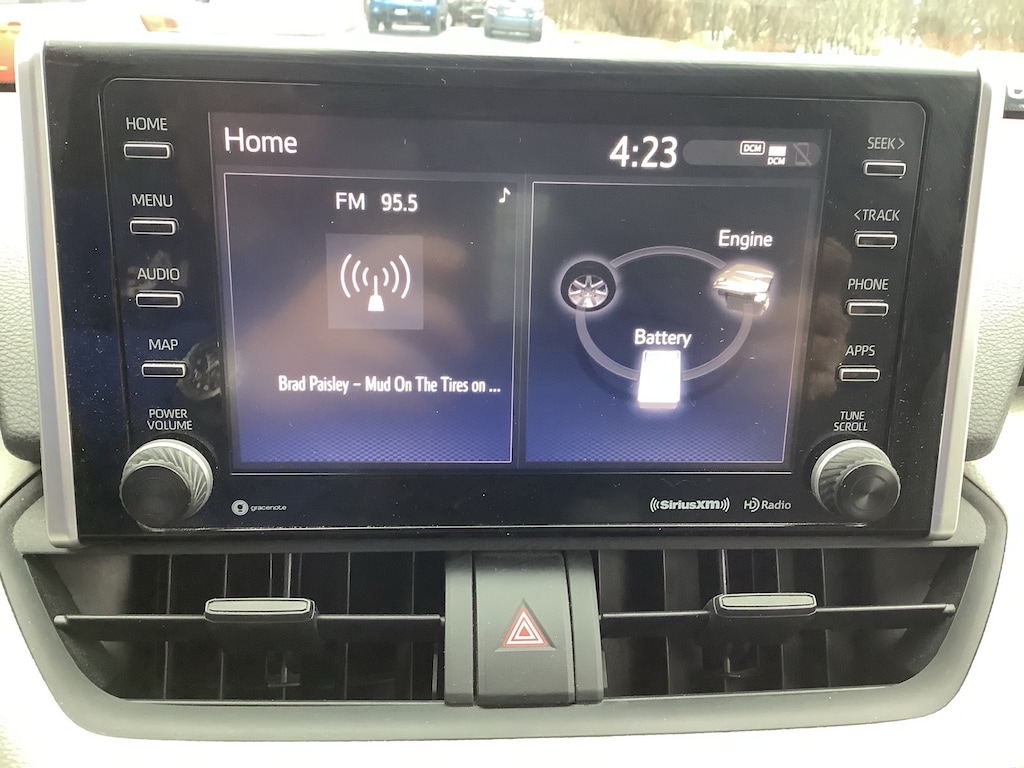 HOME
MENU
AUDIO
MAP
POWER
VOLUME
Home
4:23
DCM
DCM
FM 95.5
Brad Paisley – Mud On The Tires on ...
Engine
Battery
SEEK >
< TRACK
PHONE
APPS
TUNE
SCROLL
gracenote
((SiriusXM))
HD Radio